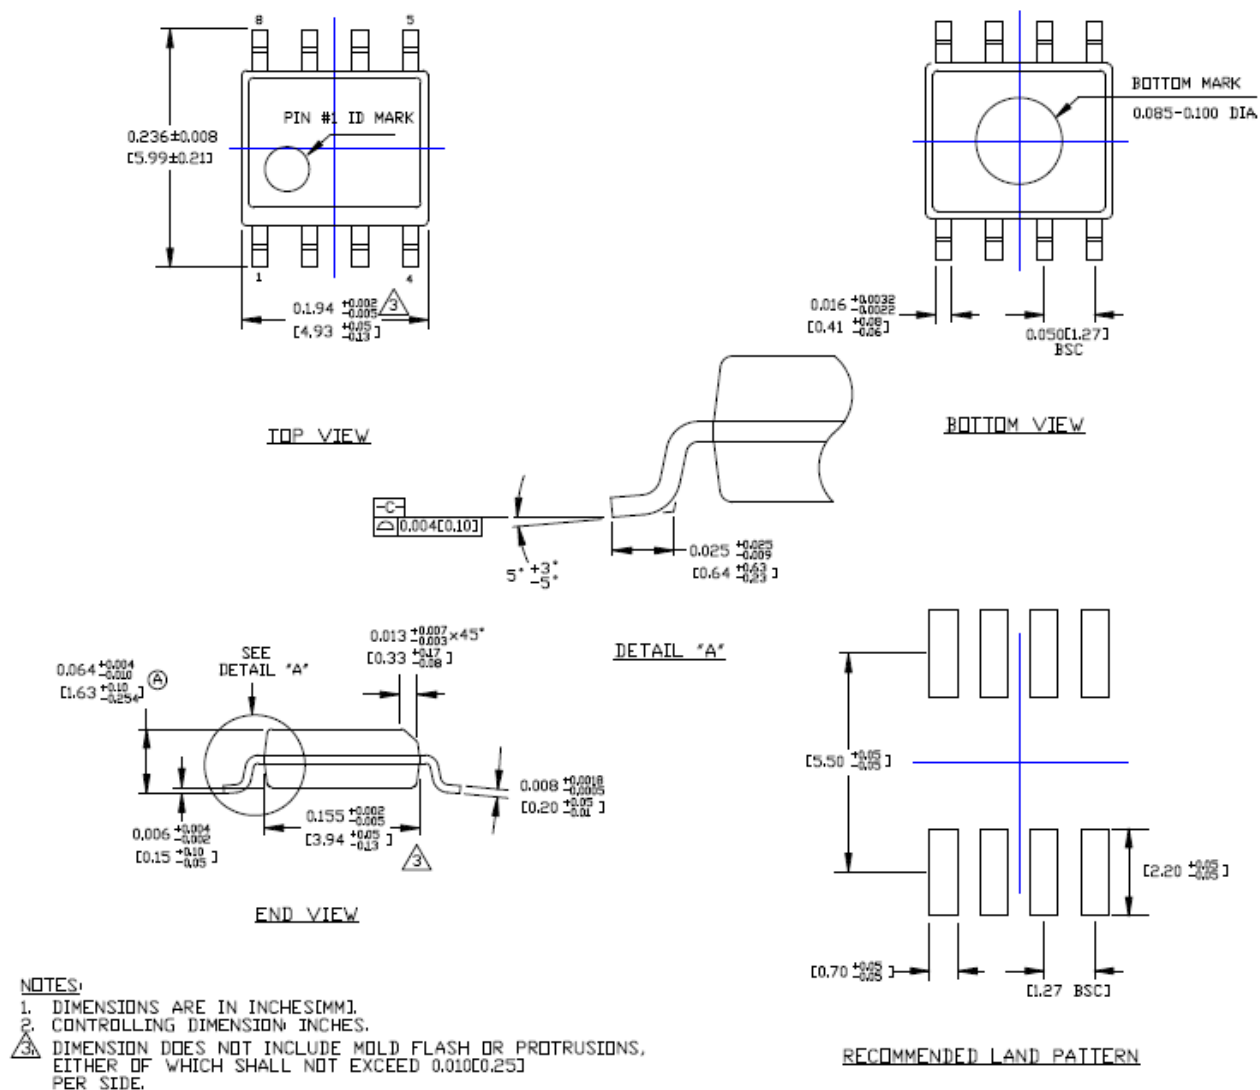 8
5
PIN #1 ID MARK
0.236±0.008
[5.99±0.21]
1
4
0.1.94 +0.002 -0.005
[4.93 +0.05 -0.13]
3
TOP VIEW
BOTTOM MARK
0.085-0.100 DIA.
0.016 +0.0032 -0.0022
[0.41 +0.08 -0.06]
0.050[1.27]
BSC
BOTTOM VIEW
-C-
0.004[0.10]
5° +3° -5°
0.025 +0.025 -0.009
[0.64 +0.63 -0.23]
DETAIL "A"
SEE
DETAIL "A"
0.013 +0.007 -0.003 ×45°
[0.33 +0.17 -0.08]
0.064 +0.004 -0.010
[1.63 +0.10 -0.254]
A
0.008 +0.0018 -0.0005
[0.20 +0.05 -0.01]
0.155 +0.002 -0.005
[3.94 +0.05 -0.13]
3
0.006 +0.004 -0.002
[0.15 +0.10 -0.05]
END VIEW
[5.50 +0.05 -0.05]
[2.20 +0.05 -0.05]
[0.70 +0.05 -0.05]
[1.27 BSC]
RECOMMENDED LAND PATTERN
NOTES:
1. DIMENSIONS ARE IN INCHES[MM].
2. CONTROLLING DIMENSION: INCHES.
3. DIMENSION DOES NOT INCLUDE MOLD FLASH OR PROTRUSIONS,
EITHER OF WHICH SHALL NOT EXCEED 0.010[0.25]
PER SIDE.